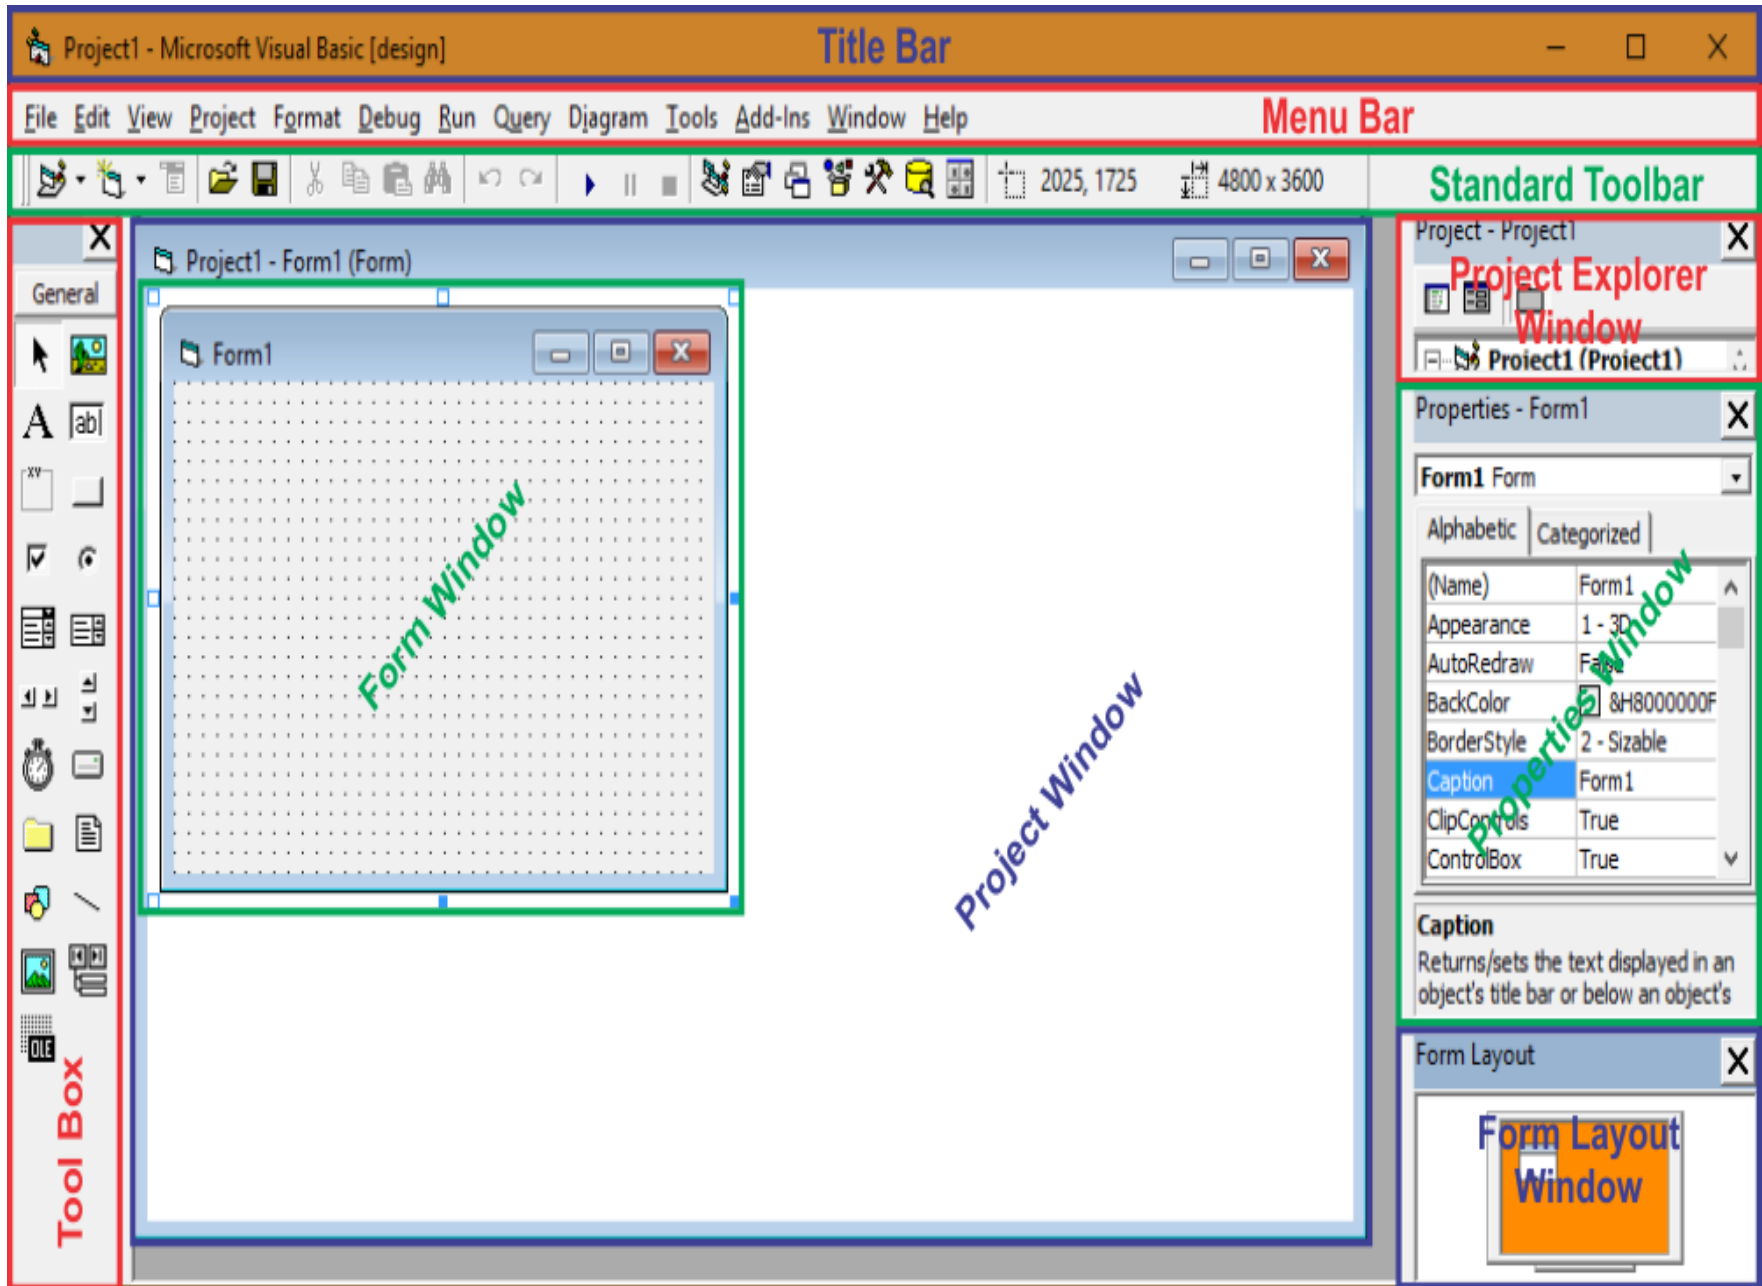 Project1 - Microsoft Visual Basic [design]
Title Bar
File Edit View Project Format Debug Run Query Diagram Tools Add-Ins Window Help
Menu Bar
2025, 1725
4800 x 3600
Standard Toolbar
General
A
abl
XY
OLE
Tool Box
Project1 - Form1 (Form)
Form1
Form Window
Project Window
Project - Project1
Project Explorer
Window
Project1 (Project1)
Properties - Form1
Form1 Form
Alphabetic Categorized
(Name) Form1
Appearance 1 - 3D
AutoRedraw False
BackColor &H8000000F
BorderStyle 2 - Sizable
Caption Form1
ClipControls True
ControlBox True
Properties Window
Caption
Returns/sets the text displayed in an
object's title bar or below an object's
Form Layout
Form Layout
Window